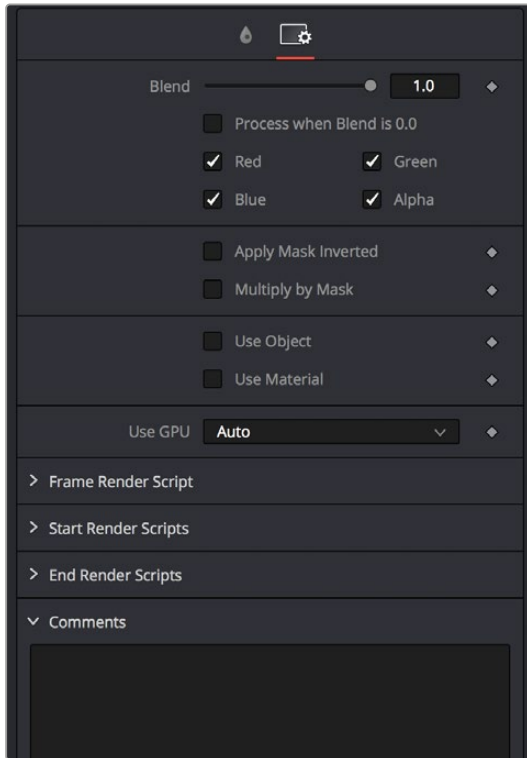 Blend 1.0
Process when Blend is 0.0
Red Green
Blue Alpha
Apply Mask Inverted
Multiply by Mask
Use Object
Use Material
Use GPU Auto
Frame Render Script
Start Render Scripts
End Render Scripts
Comments